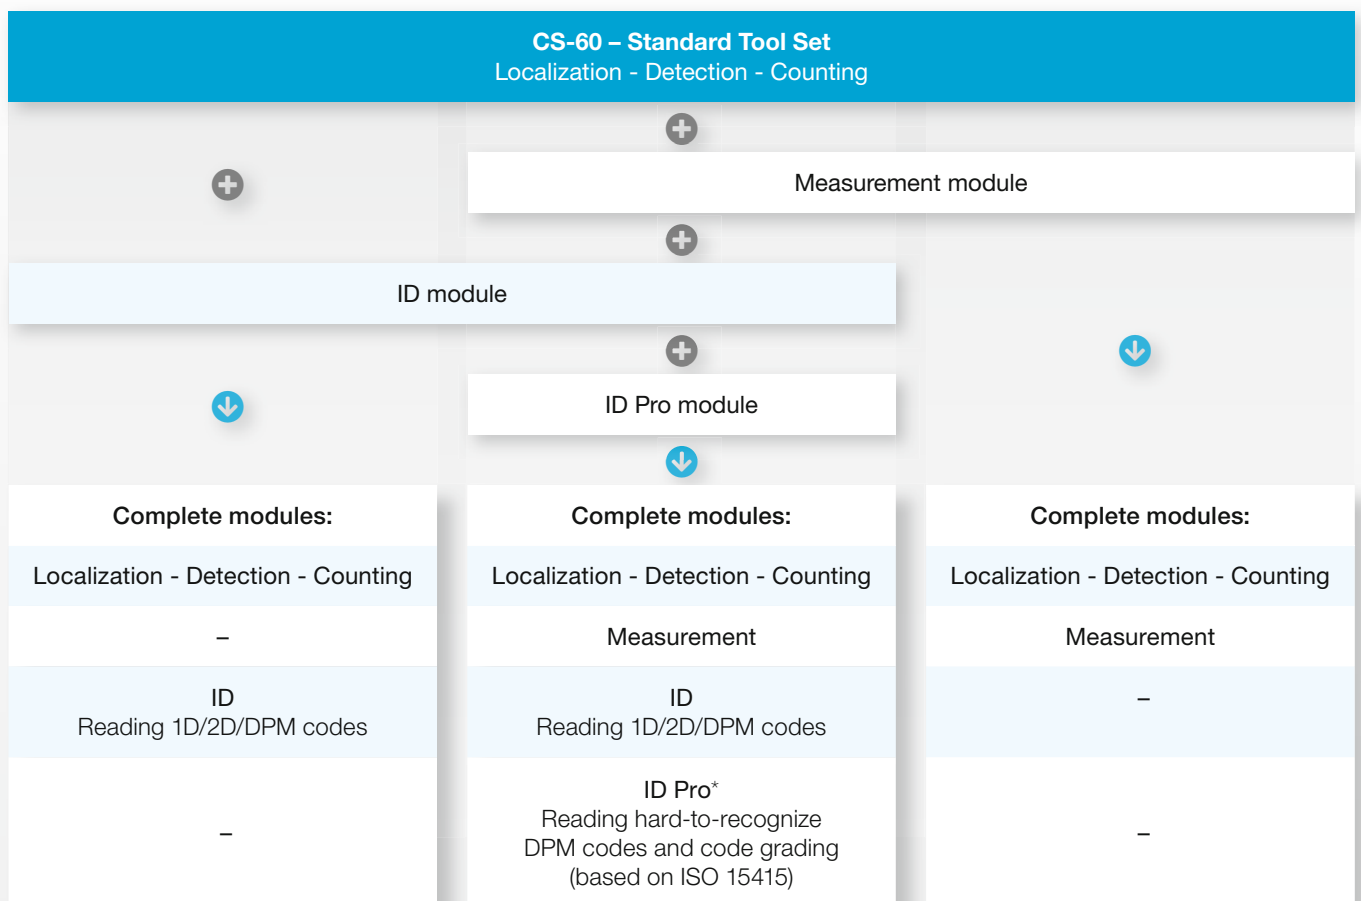 CS-60 – Standard Tool Set
Localization - Detection - Counting
Measurement module
ID module
ID Pro module
Complete modules:
Localization - Detection - Counting
–
ID
Reading 1D/2D/DPM codes
–
Complete modules:
Localization - Detection - Counting
Measurement
ID
Reading 1D/2D/DPM codes
ID Pro*
Reading hard-to-recognize
DPM codes and code grading
(based on ISO 15415)
Complete modules:
Localization - Detection - Counting
Measurement
–
–